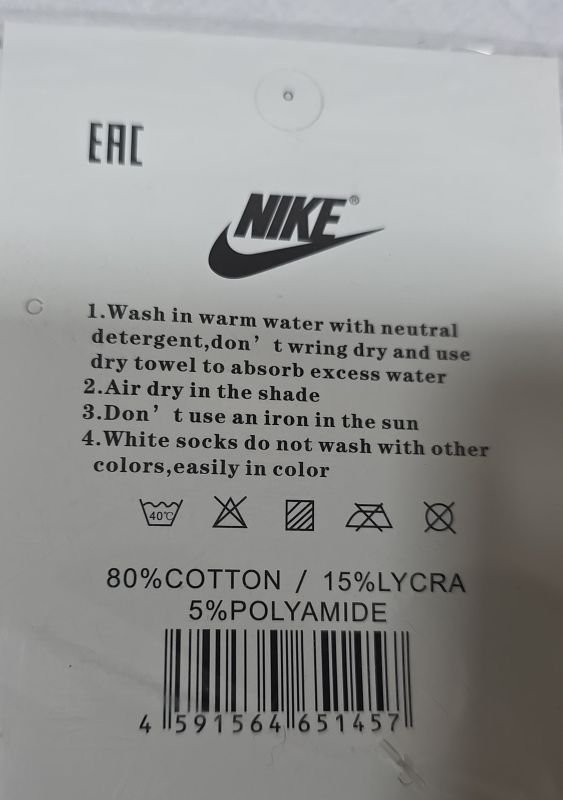 EAC
NIKE®
1.Wash in warm water with neutral
detergent,don’t wring dry and use
dry towel to absorb excess water
2.Air dry in the shade
3.Don’t use an iron in the sun
4.White socks do not wash with other
colors,easily in color
40℃
80%COTTON / 15%LYCRA
5%POLYAMIDE
4 591564 651457